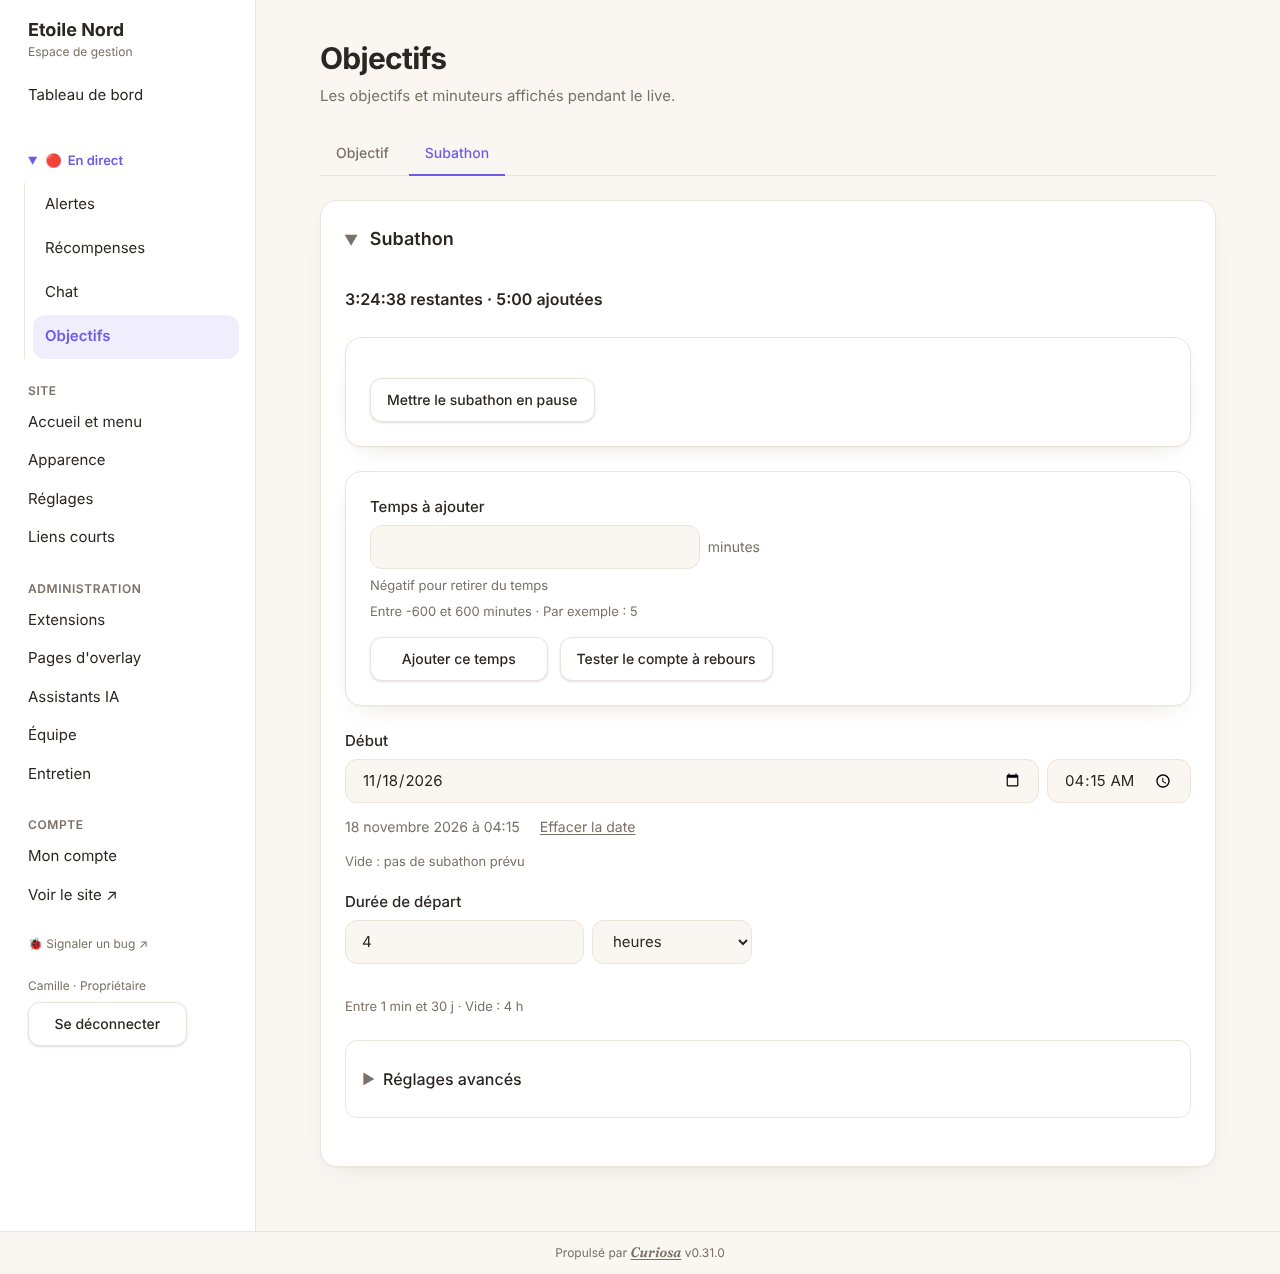 Etoile Nord
Espace de gestion
Tableau de bord
▼ 🔴 En direct
Alertes
Récompenses
Chat
Objectifs
SITE
Accueil et menu
Apparence
Réglages
Liens courts
ADMINISTRATION
Extensions
Pages d'overlay
Assistants IA
Équipe
Entretien
COMPTE
Mon compte
Voir le site ↗
🐞 Signaler un bug ↗
Camille · Propriétaire
Se déconnecter
Objectifs
Les objectifs et minuteurs affichés pendant le live.
Objectif Subathon
▼ Subathon
3:24:38 restantes · 5:00 ajoutées
Mettre le subathon en pause
Temps à ajouter
minutes
Négatif pour retirer du temps
Entre -600 et 600 minutes · Par exemple : 5
Ajouter ce temps Tester le compte à rebours
Début
11/18/2026 04:15 AM
18 novembre 2026 à 04:15 Effacer la date
Vide : pas de subathon prévu
Durée de départ
4 heures
Entre 1 min et 30 j · Vide : 4 h
▶ Réglages avancés
Propulsé par Curiosa v0.31.0